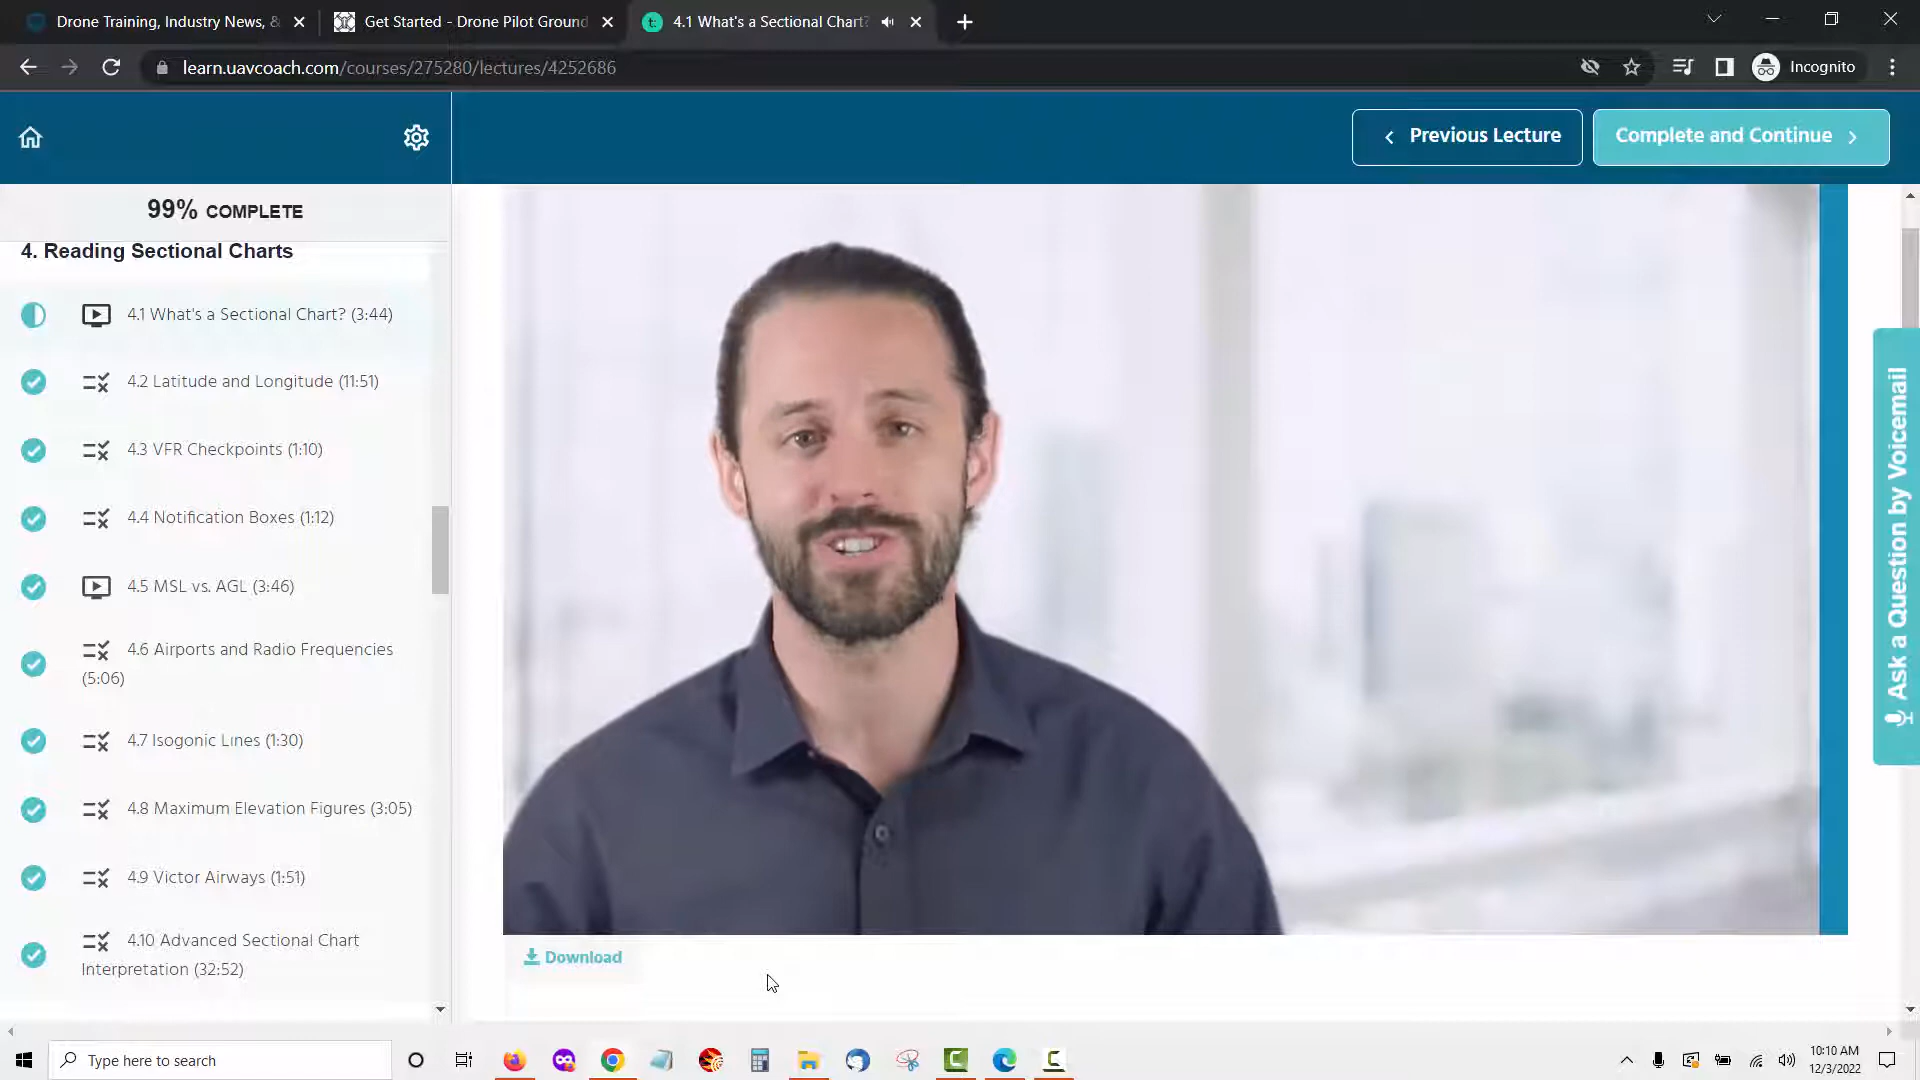 Drone Training, Industry News, &
Get Started - Drone Pilot Ground
t:
4.1 What's a Sectional Chart?
learn.uavcoach.com/courses/275280/lectures/4252686
Incognito
Previous Lecture
Complete and Continue
99% COMPLETE
4. Reading Sectional Charts
4.1 What's a Sectional Chart? (3:44)
4.2 Latitude and Longitude (11:51)
4.3 VFR Checkpoints (1:10)
4.4 Notification Boxes (1:12)
4.5 MSL vs. AGL (3:46)
4.6 Airports and Radio Frequencies
(5:06)
4.7 Isogonic Lines (1:30)
4.8 Maximum Elevation Figures (3:05)
4.9 Victor Airways (1:51)
4.10 Advanced Sectional Chart
Interpretation (32:52)
Download
Ask a Question by Voicemail
Type here to search
10:10 AM
12/3/2022